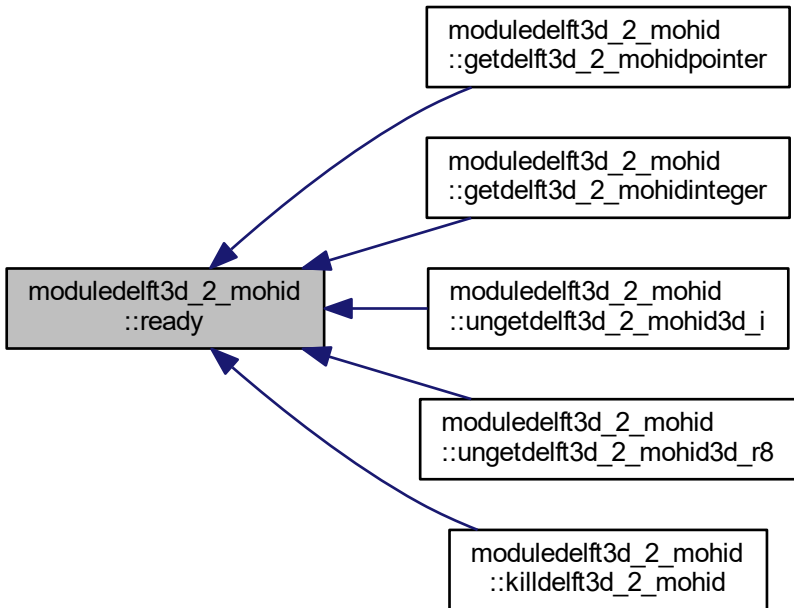 moduledelft3d_2_mohid
::getdelft3d_2_mohidpointer
moduledelft3d_2_mohid
::getdelft3d_2_mohidinteger
moduledelft3d_2_mohid
::ready
moduledelft3d_2_mohid
::ungetdelft3d_2_mohid3d_i
moduledelft3d_2_mohid
::ungetdelft3d_2_mohid3d_r8
moduledelft3d_2_mohid
::killdelft3d_2_mohid